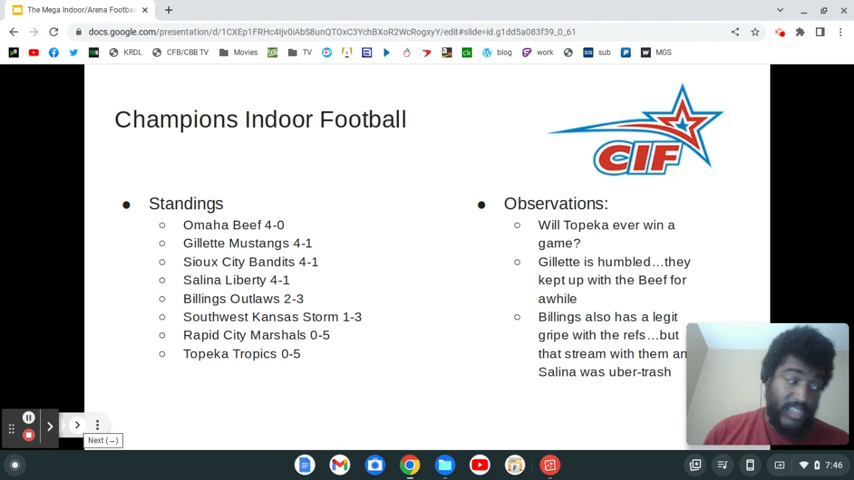 The Mega Indoor/Arena Footba
docs.google.com/presentation/d/1CXEp1FRHc4Ijv0iAbS8unQTOxC3YchBXoR2WcRogxyY/edit#slide=id.g1dd5a083f39_0_61
KRDL
CFB/CBB TV
Movies
TV
blog
work
sub
MGS
Champions Indoor Football
CIF
Standings
Omaha Beef 4-0
Gillette Mustangs 4-1
Sioux City Bandits 4-1
Salina Liberty 4-1
Billings Outlaws 2-3
Southwest Kansas Storm 1-3
Rapid City Marshals 0-5
Topeka Tropics 0-5
Observations:
Will Topeka ever win a
game?
Gillette is humbled…they
kept up with the Beef for
awhile
Billings also has a legit
gripe with the refs…but
that stream with them an
Salina was uber-trash
Next (→)
7:46